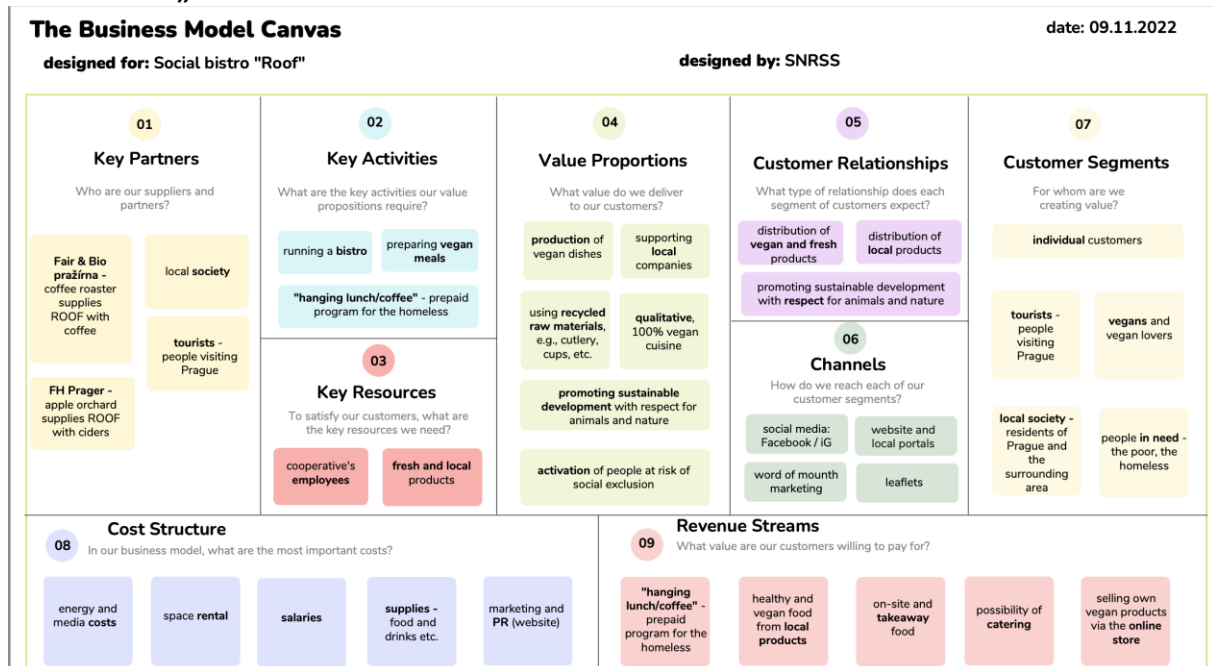 The Business Model Canvas
date: 09.11.2022
designed for: Social bistro "Roof"
designed by: SNRSS
01
Key Partners
Who are our suppliers and
partners?
Fair & Bio
pražírna -
coffee roaster
supplies
ROOF with
coffee
local society
tourists -
people visiting
Prague
FH Prager -
apple orchard
supplies ROOF
with ciders
02
Key Activities
What are the key activities our value
propositions require?
running a bistro
preparing vegan
meals
"hanging lunch/coffee" - prepaid
program for the homeless
03
Key Resources
To satisfy our customers, what are
the key resources we need?
cooperative's
employees
fresh and local
products
04
Value Proportions
What value do we deliver
to our customers?
production of
vegan dishes
supporting
local
companies
using recycled
raw materials,
e.g., cutlery,
cups, etc.
qualitative,
100% vegan
cuisine
promoting sustainable
development with respect for
animals and nature
activation of people at risk of
social exclusion
05
Customer Relationships
What type of relationship does each
segment of customers expect?
distribution of
vegan and fresh
products
distribution of
local products
promoting sustainable development
with respect for animals and nature
06
Channels
How do we reach each of our
customer segments?
social media:
Facebook / iG
website and
local portals
word of mounth
marketing
leaflets
07
Customer Segments
For whom are we
creating value?
individual customers
tourists -
people
visiting
Prague
vegans and
vegan lovers
local society -
residents of
Prague and
the
surrounding
area
people in need -
the poor, the
homeless
08
Cost Structure
In our business model, what are the most important costs?
energy and
media costs
space rental
salaries
supplies -
food and
drinks etc.
marketing and
PR (website)
09
Revenue Streams
What value are our customers willing to pay for?
"hanging
lunch/coffee" -
prepaid
program for the
homeless
healthy and
vegan food
from local
products
on-site and
takeaway
food
possibility of
catering
selling own
vegan products
via the online
store